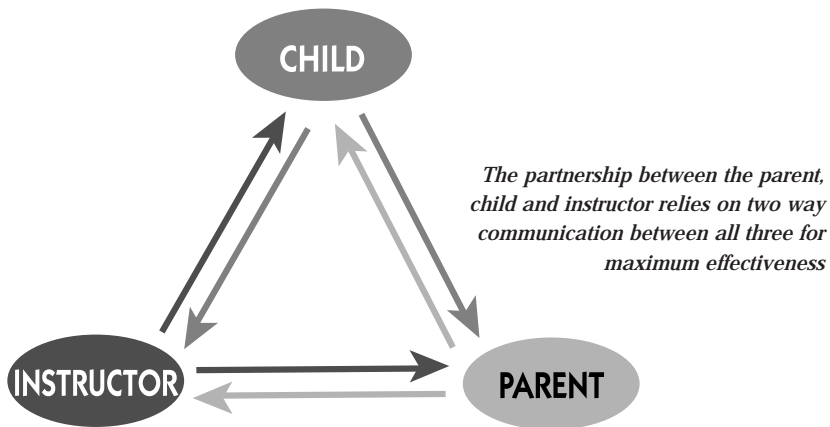 CHILD
The partnership between the parent,
child and instructor relies on two way
communication between all three for
maximum effectiveness
INSTRUCTOR
PARENT